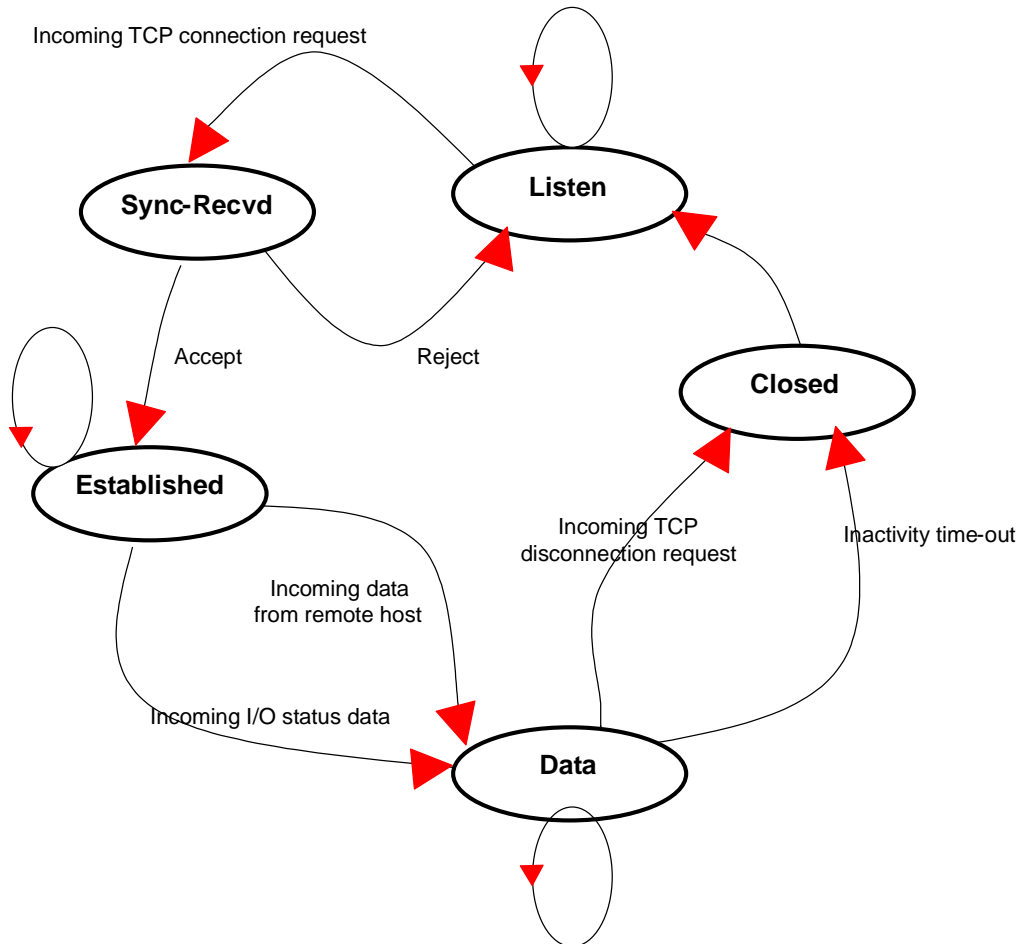 Incoming TCP connection request
Listen
Sync-Recvd
Accept
Reject
Closed
Established
Incoming TCP
disconnection request
Inactivity time-out
Incoming data
from remote host
Incoming I/O status data
Data